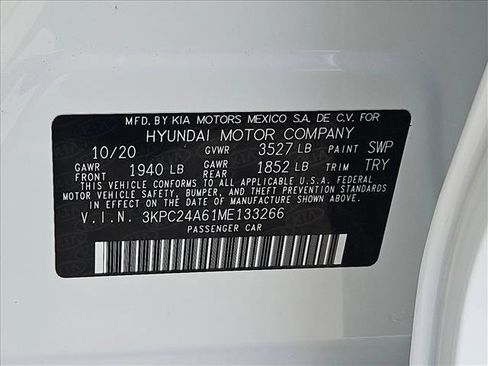 MFD. BY KIA MOTORS MEXICO S.A. DE C.V. FOR
HYUNDAI MOTOR COMPANY
10/20 GVWR 3527 LB PAINT SWP
GAWR FRONT 1940 LB GAWR REAR 1852 LB TRIM TRY
THIS VEHICLE CONFORMS TO ALL APPLICABLE U.S.A. FEDERAL
MOTOR VEHICLE SAFETY, BUMPER, AND THEFT PREVENTION
STANDARDS IN EFFECT ON THE DATE OF MANUFACTURE SHOWN ABOVE.
V.I.N. 3KPC24A61ME133266
PASSENGER CAR